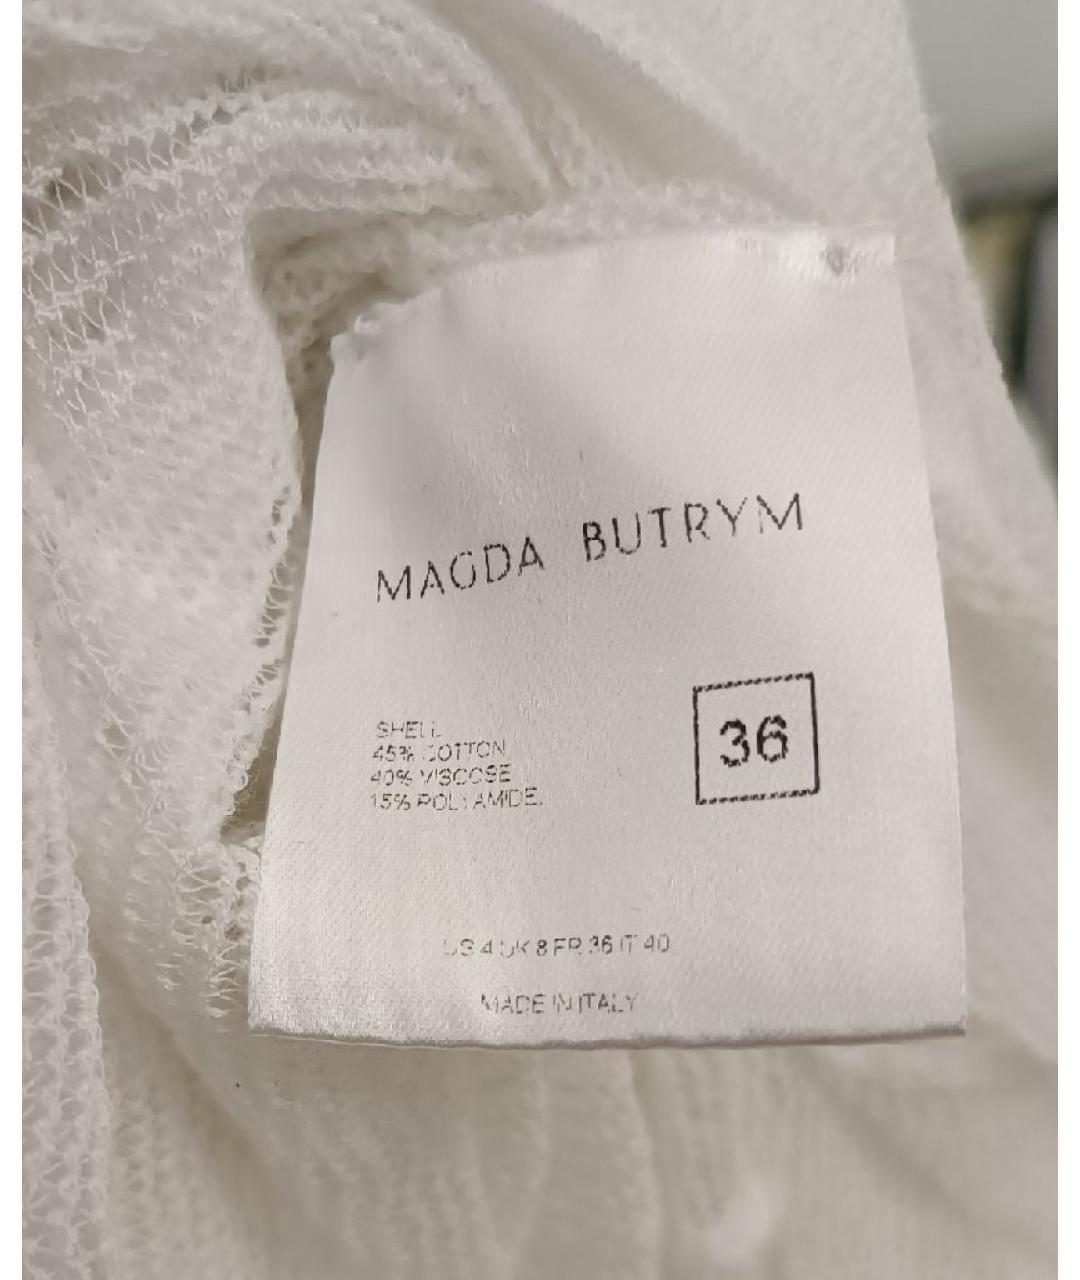 MAGDA BUTRYM
36
SHELL
45% COTTON
40% VISCOSE
15% POLYAMIDE.
US 4 UK 8 FR 36 IT 40
MADE IN ITALY